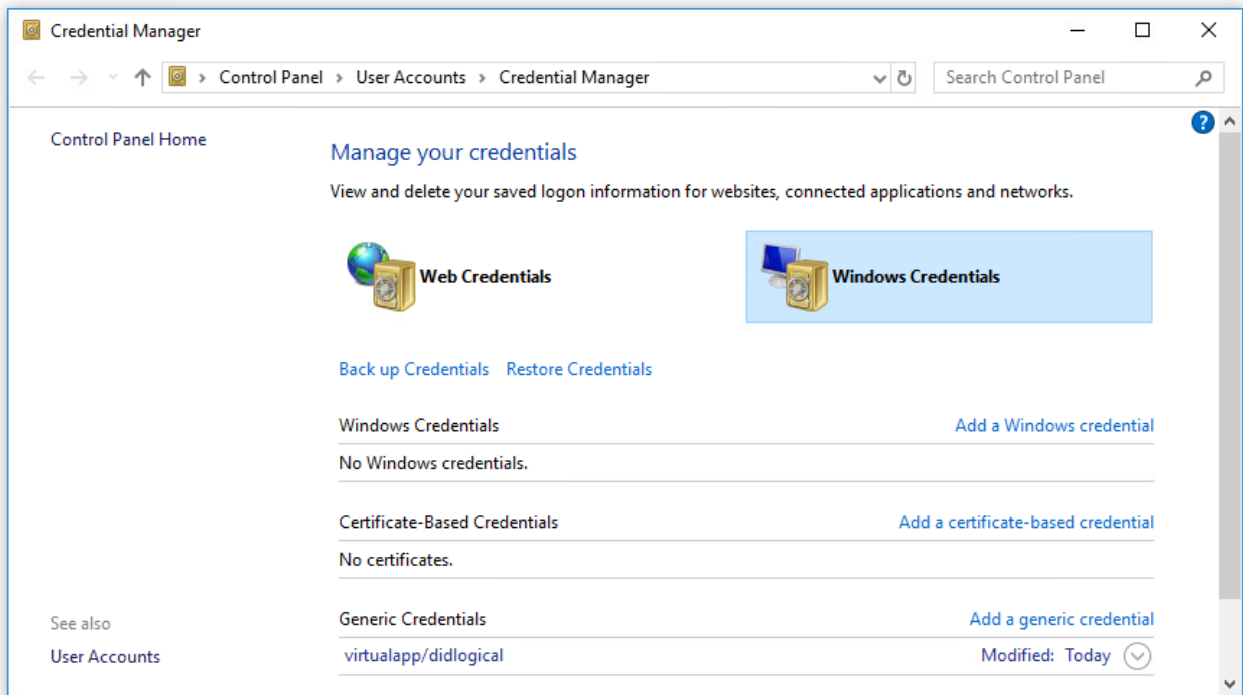 Credential Manager
Control Panel > User Accounts > Credential Manager
Search Control Panel
Control Panel Home
?
Manage your credentials
View and delete your saved logon information for websites, connected applications and networks.
Web Credentials
Windows Credentials
Back up Credentials Restore Credentials
Windows Credentials Add a Windows credential
No Windows credentials.
Certificate-Based Credentials Add a certificate-based credential
No certificates.
See also
Generic Credentials Add a generic credential
User Accounts
virtualapp/didlogical Modified: Today